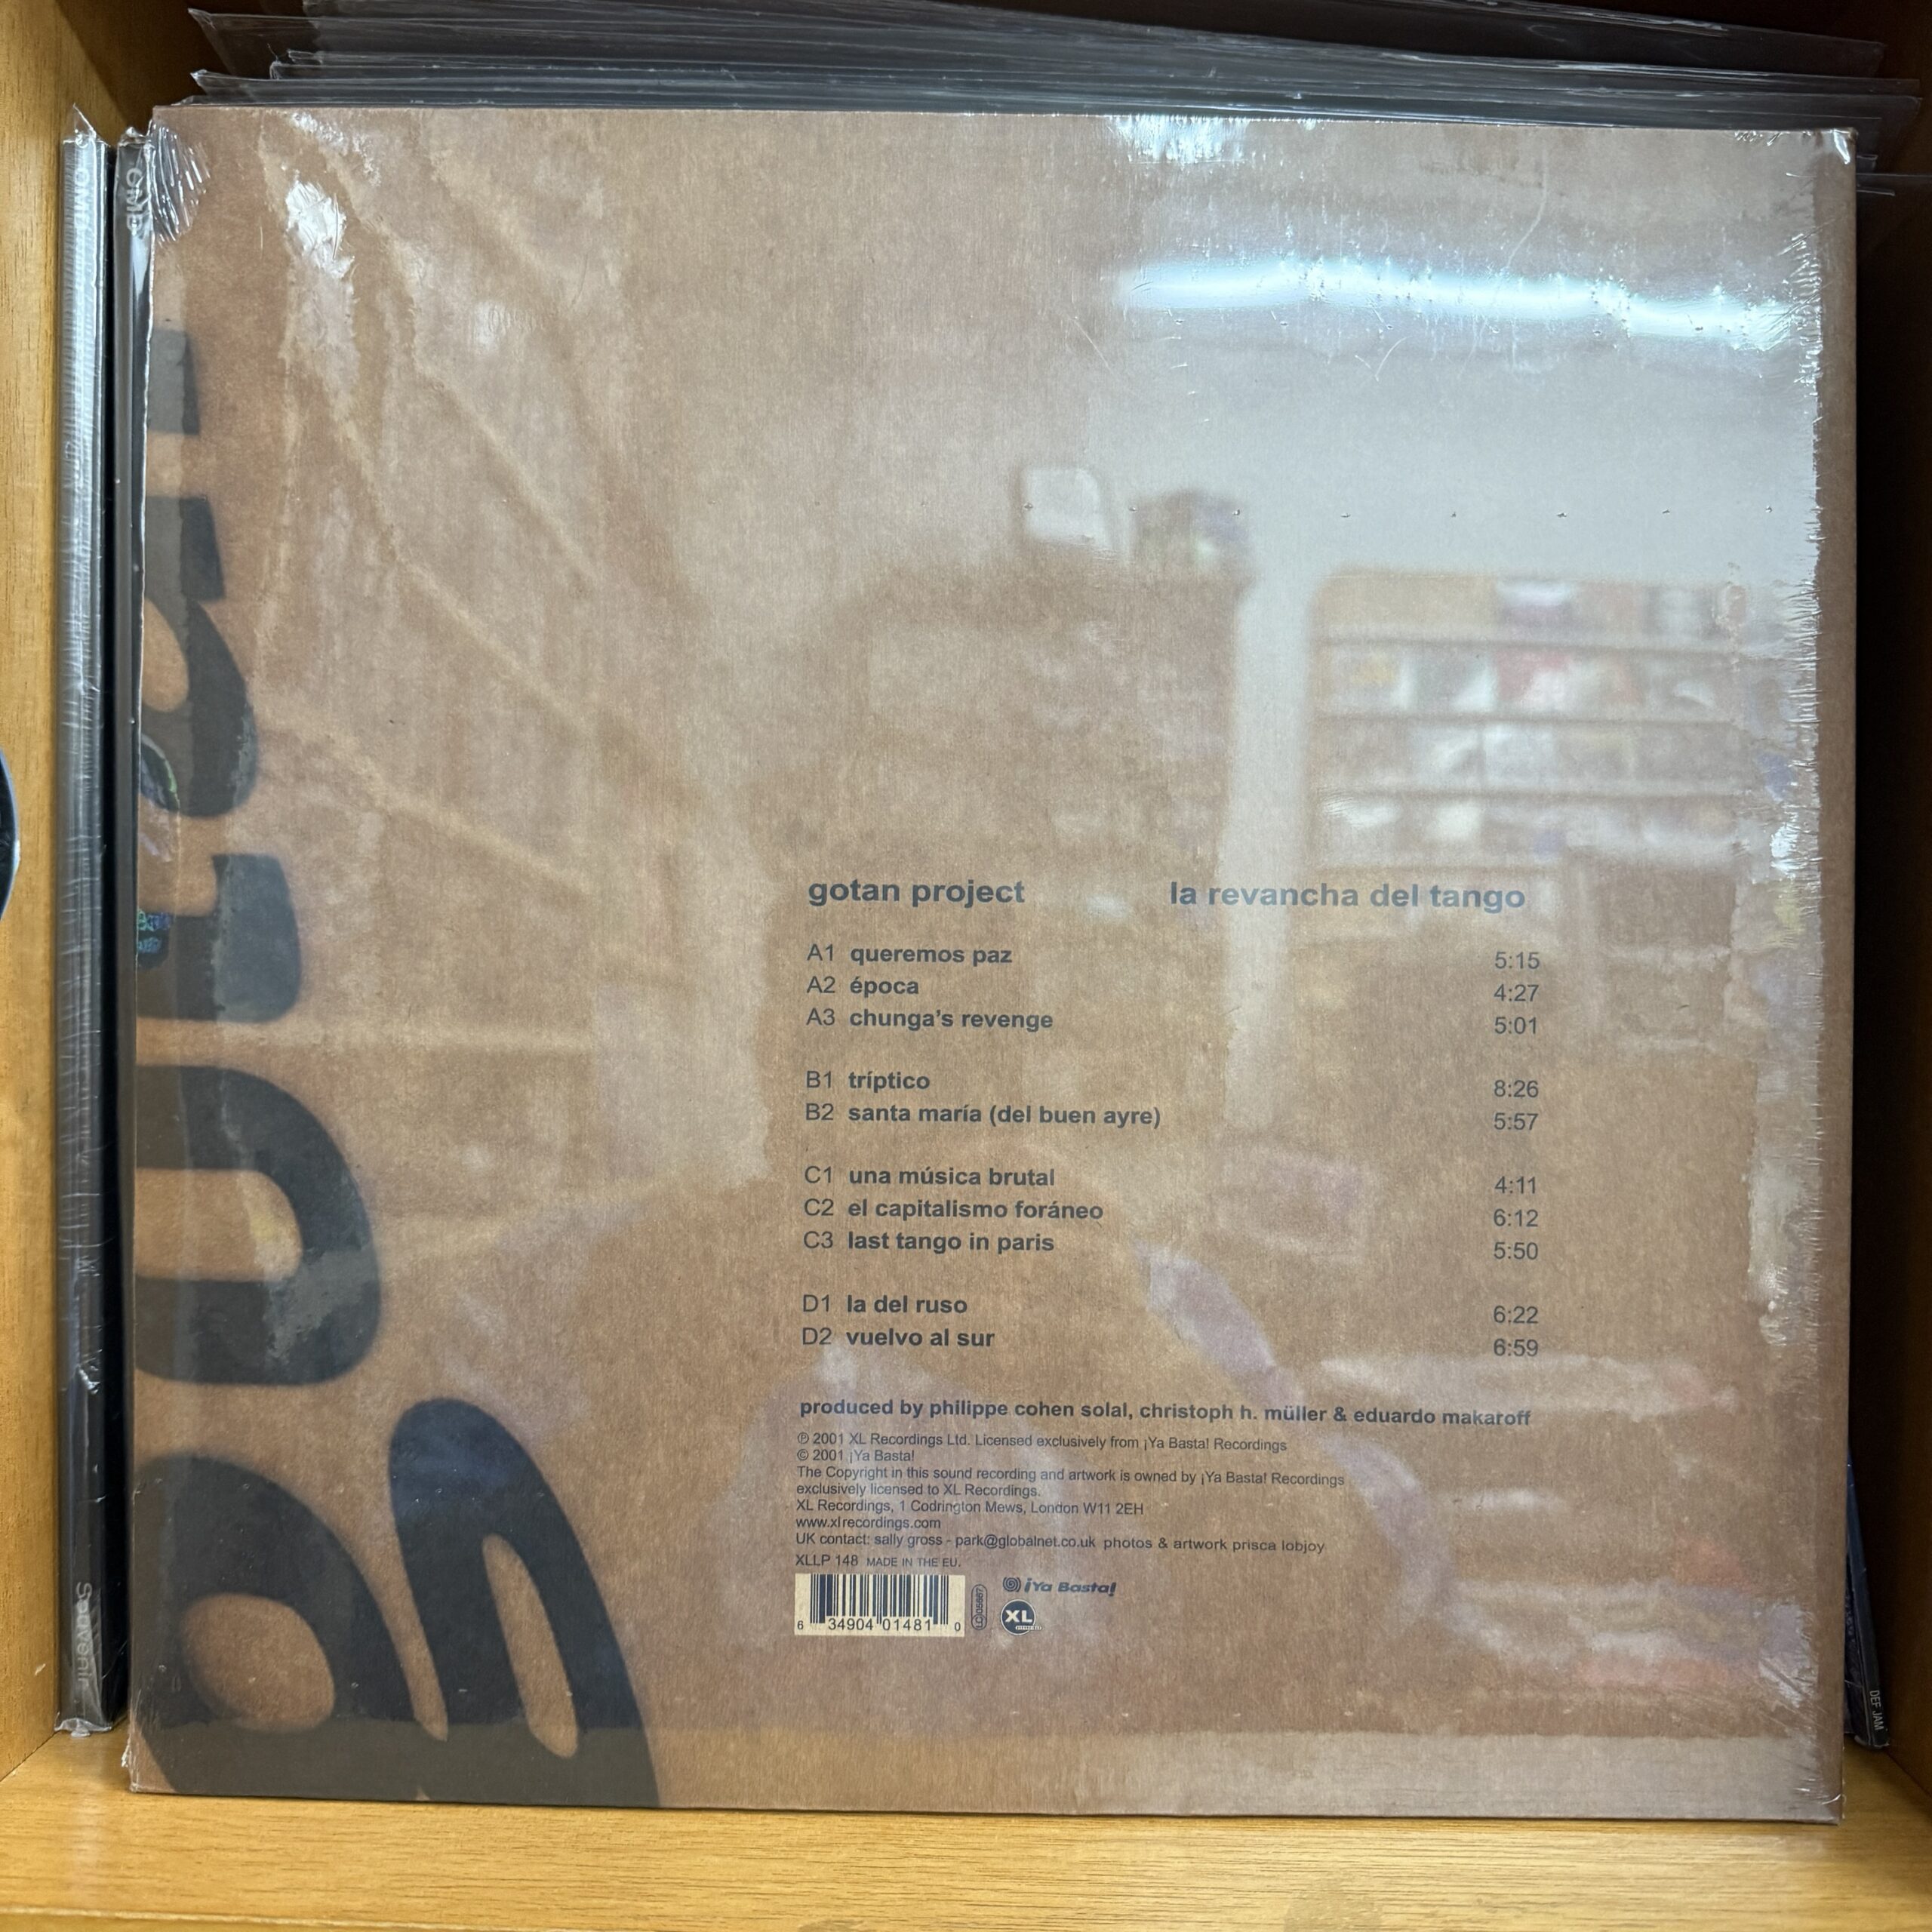 gotan project la revancha del tango
A1 queremos paz 5:15
A2 época 4:27
A3 chunga's revenge 5:01
B1 tríptico 8:26
B2 santa maría (del buen ayre) 5:57
C1 una música brutal 4:11
C2 el capitalismo foráneo 6:12
C3 last tango in paris 5:50
D1 la del ruso 6:22
D2 vuelvo al sur 6:59
produced by philippe cohen solal, christoph h. müller & eduardo makaroff
℗ 2001 XL Recordings Ltd. Licensed exclusively from ¡Ya Basta! Recordings
© 2001 ¡Ya Basta!
The Copyright in this sound recording and artwork is owned by ¡Ya Basta! Recordings
exclusively licensed to XL Recordings.
XL Recordings, 1 Codrington Mews, London W11 2EH
www.xlrecordings.com
UK contact: sally gross - park@globalnet.co.uk photos & artwork prisca lobjoy
XLLP 148 MADE IN THE EU.
6 34904 01481 0
LC 05667
¡Ya Basta!
XL
Souvenir
DEF JAM